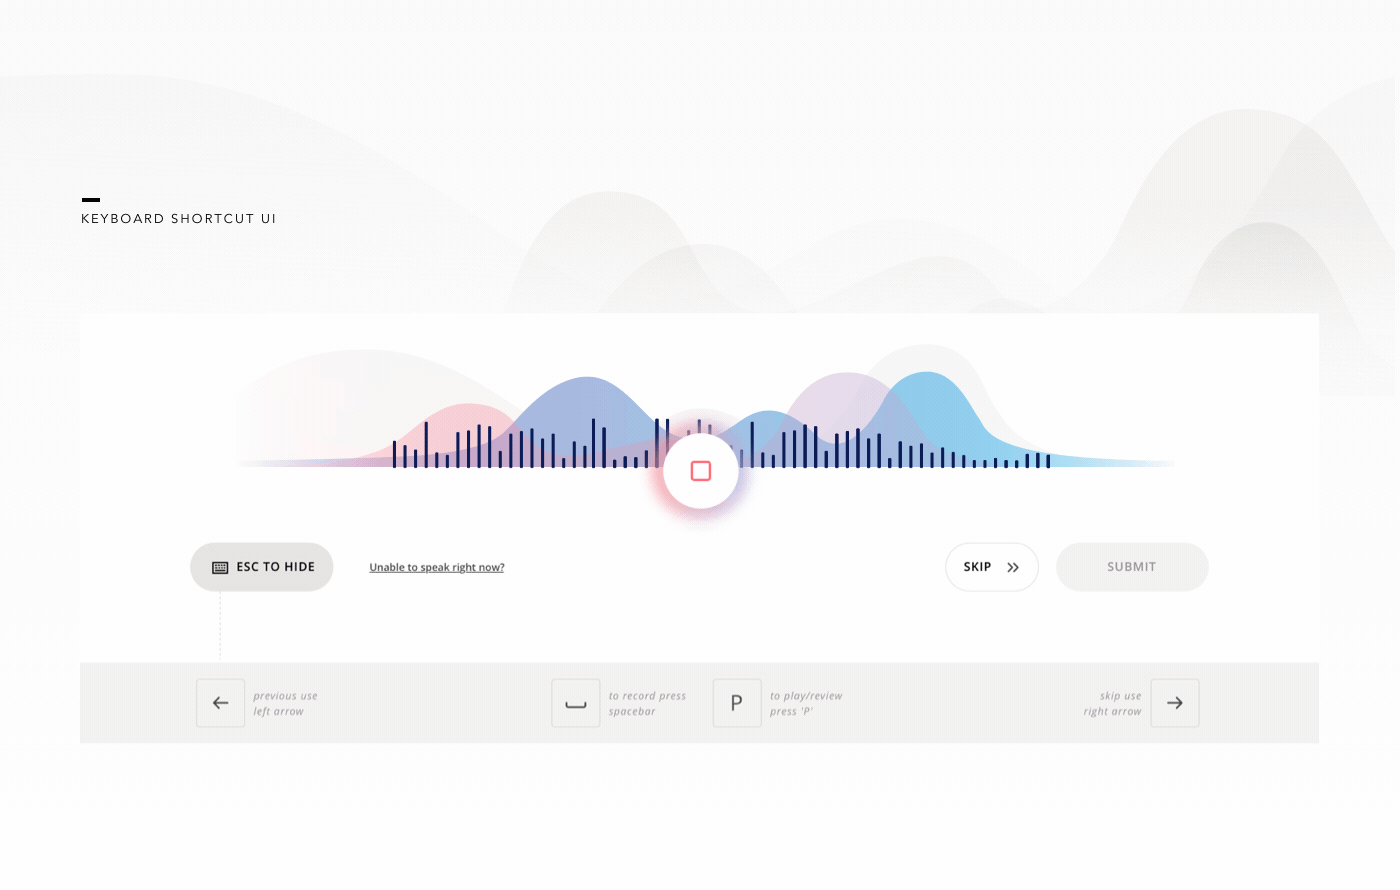 KEYBOARD SHORTCUT UI
ESC TO HIDE
Unable to speak right now?
SKIP
SUBMIT
previous use
left arrow
to record press
spacebar
P
to play/review
press 'P'
skip use
right arrow